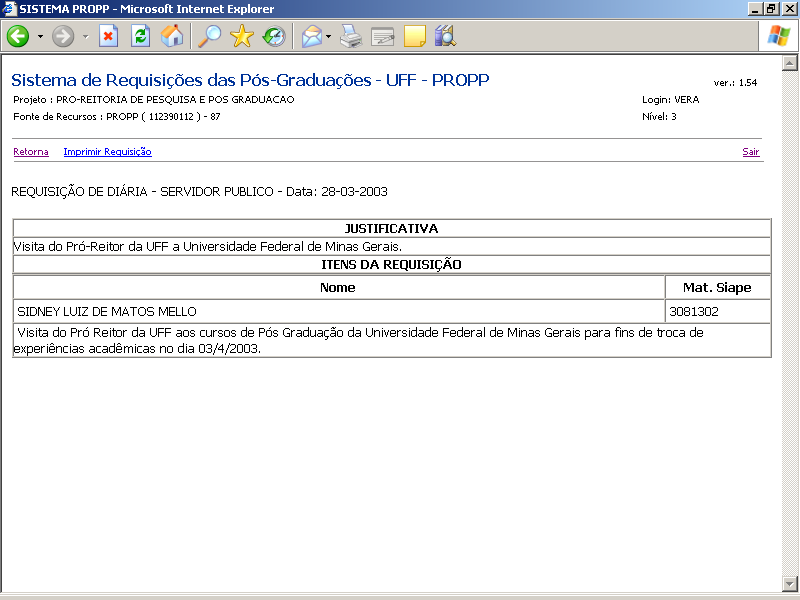 SISTEMA PROPP - Microsoft Internet Explorer
Sistema de Requisições das Pós-Graduações - UFF - PROPP
ver.: 1.54
Projeto : PRO-REITORIA DE PESQUISA E POS GRADUACAO
Login: VERA
Fonte de Recursos : PROPP ( 112390112 ) - 87
Nível: 3
Retorna Imprimir Requisição Sair
REQUISIÇÃO DE DIÁRIA - SERVIDOR PUBLICO - Data: 28-03-2003
JUSTIFICATIVA
Visita do Pró-Reitor da UFF a Universidade Federal de Minas Gerais.
ITENS DA REQUISIÇÃO
Nome Mat. Siape
SIDNEY LUIZ DE MATOS MELLO 3081302
Visita do Pró Reitor da UFF aos cursos de Pós Graduação da Universidade Federal de Minas Gerais para fins de troca de
experiências acadêmicas no dia 03/4/2003.